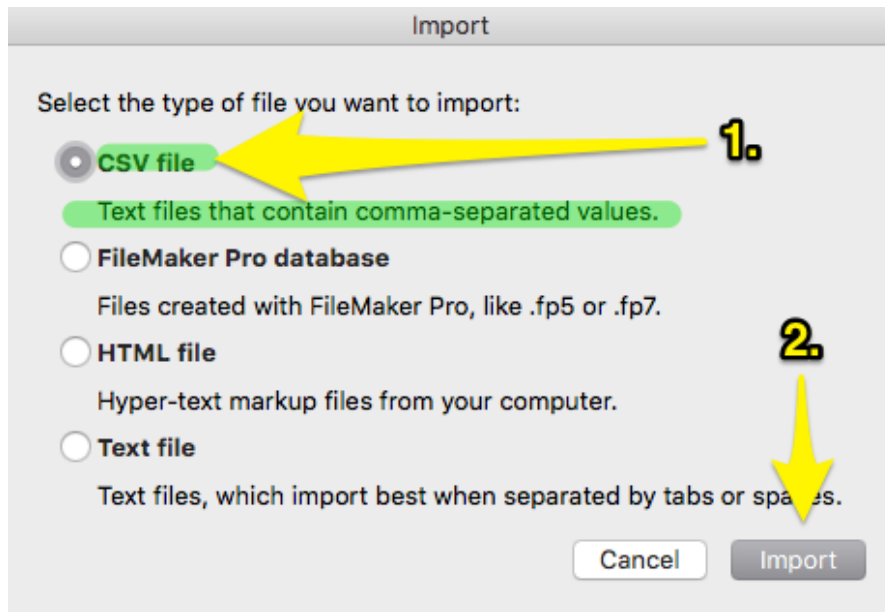 Import
Select the type of file you want to import:
1.
CSV file
Text files that contain comma-separated values.
FileMaker Pro database
Files created with FileMaker Pro, like .fp5 or .fp7.
2.
HTML file
Hyper-text markup files from your computer.
Text file
Text files, which import best when separated by tabs or spaces.
Cancel Import